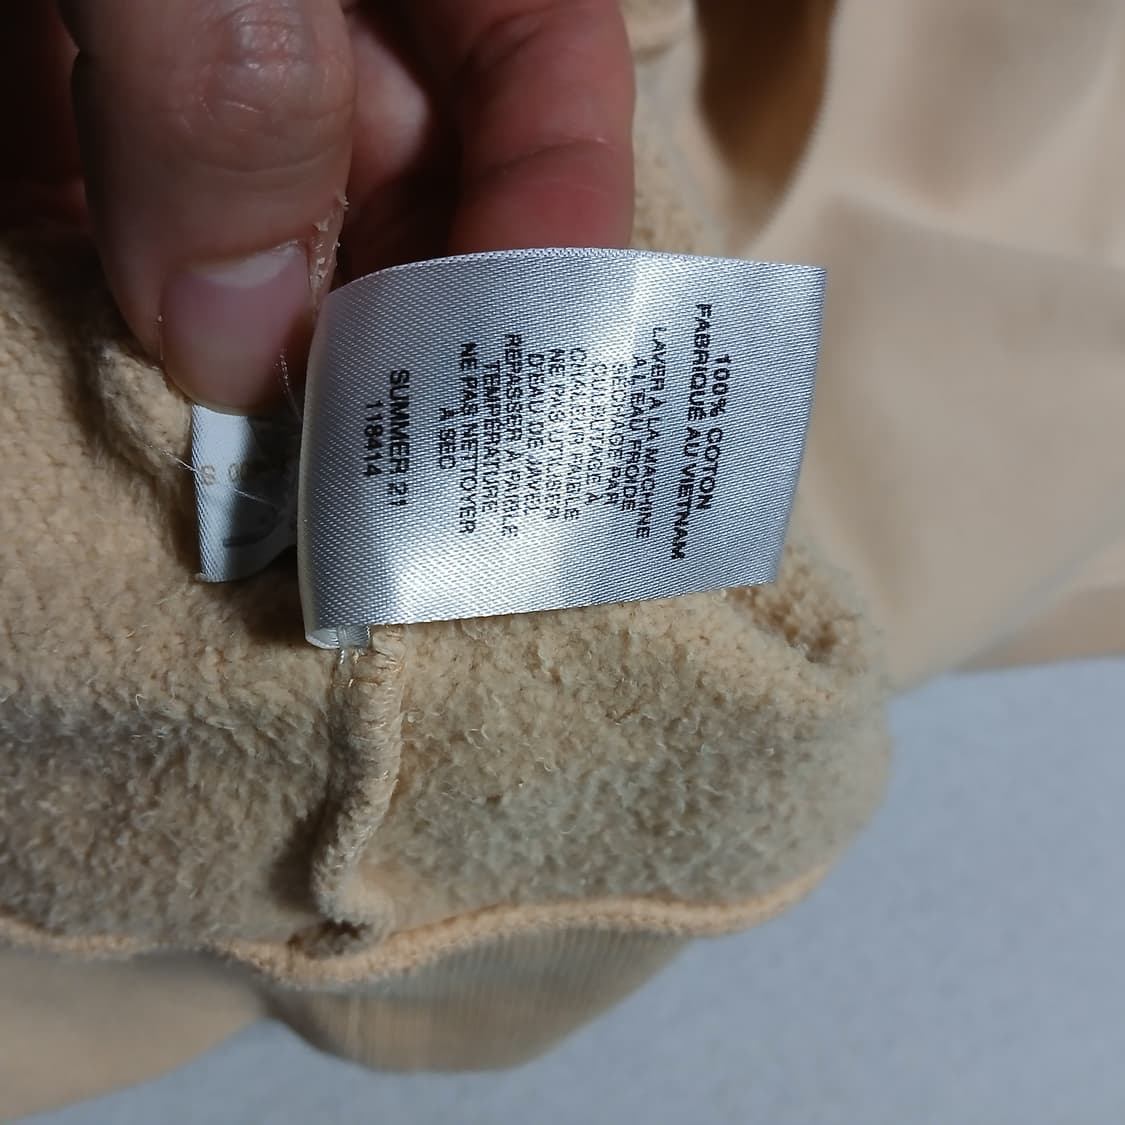 100% COTON
FABRIQUÉ AU VIETNAM
LAVER À LA MACHINE
À L'EAU FROIDE
SÉCHAGE PAR
CULBUTAGE À
CHALEUR FAIBLE
NE PAS UTILISER
D'EAU DE JAVEL
REPASSER À FAIBLE
TEMPÉRATURE
NE PAS NETTOYER
À SEC
SUMMER 21
118414